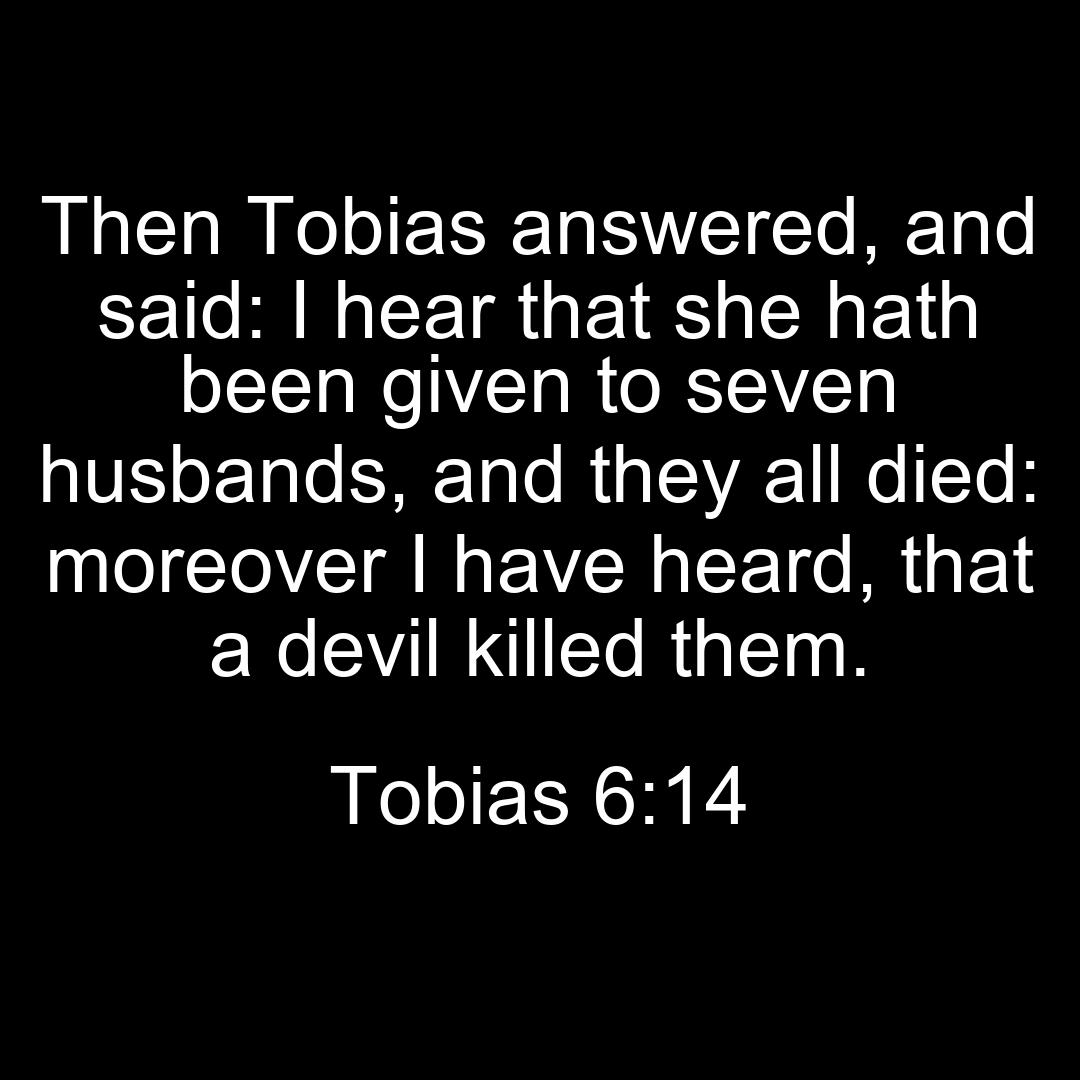 Then Tobias answered, and
said: I hear that she hath
been given to seven
husbands, and they all died:
moreover I have heard, that
a devil killed them.
Tobias 6:14